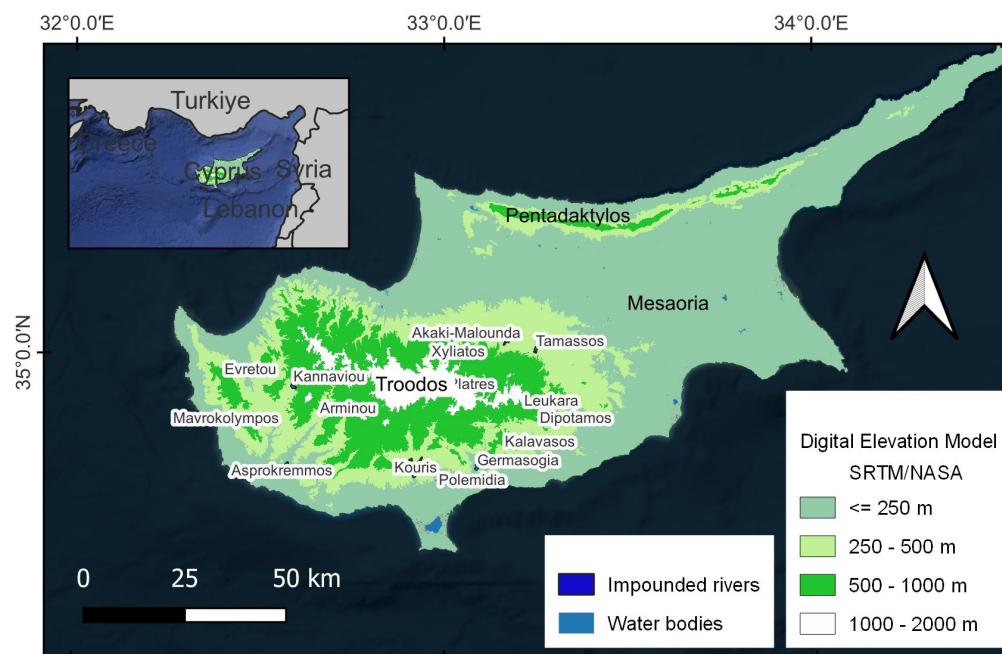 32°0.0′E
33°0.0′E
34°0.0′E
35°0.0′N
Turkiye
Greece
Cyprus
Syria
Lebanon
Pentadaktylos
Mesaoria
Akaki-Malounda
Tamassos
Xyliatos
Evretou
Kannaviou
Troodos
Platres
Leukara
Arminou
Mavrokolympos
Dipotamos
Kalavasos
Asprokremmos
Kouris
Germasogia
Polemidia
0 25 50 km
Impounded rivers
Water bodies
Digital Elevation Model
SRTM/NASA
<= 250 m
250 - 500 m
500 - 1000 m
1000 - 2000 m